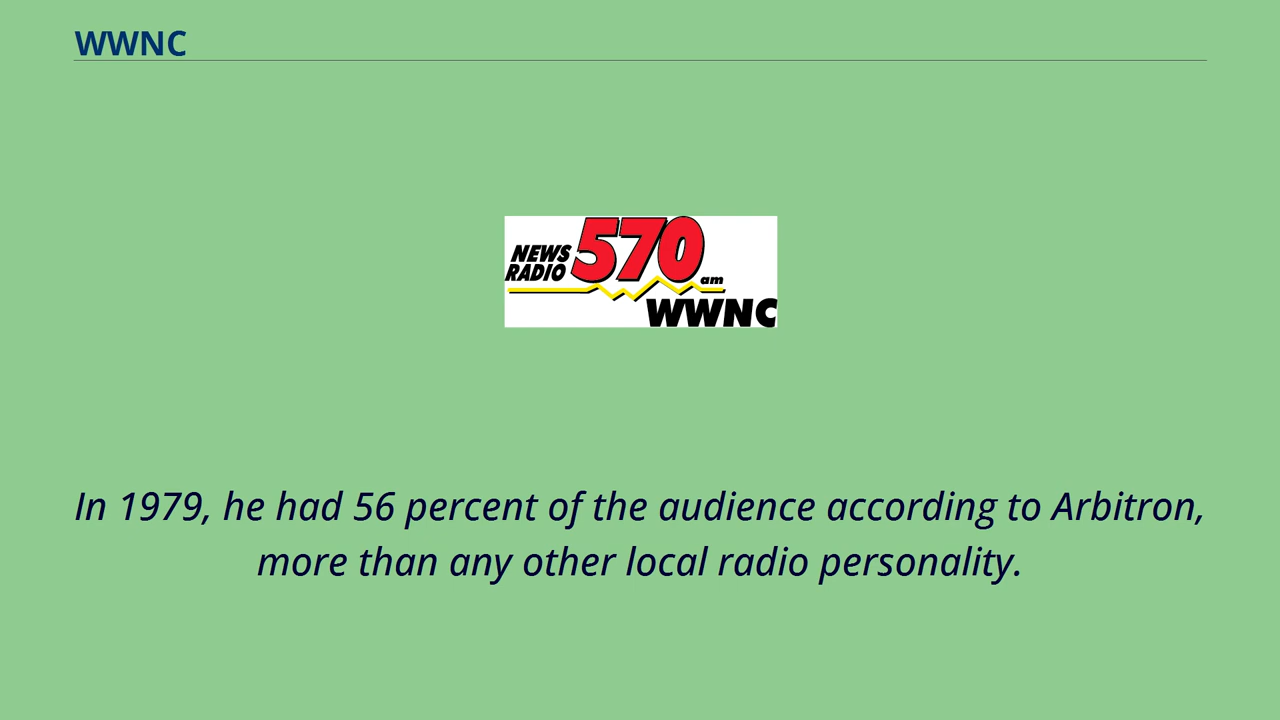 WWNC
NEWS 570
RADIO
am
WWNC
In 1979, he had 56 percent of the audience according to Arbitron,
more than any other local radio personality.